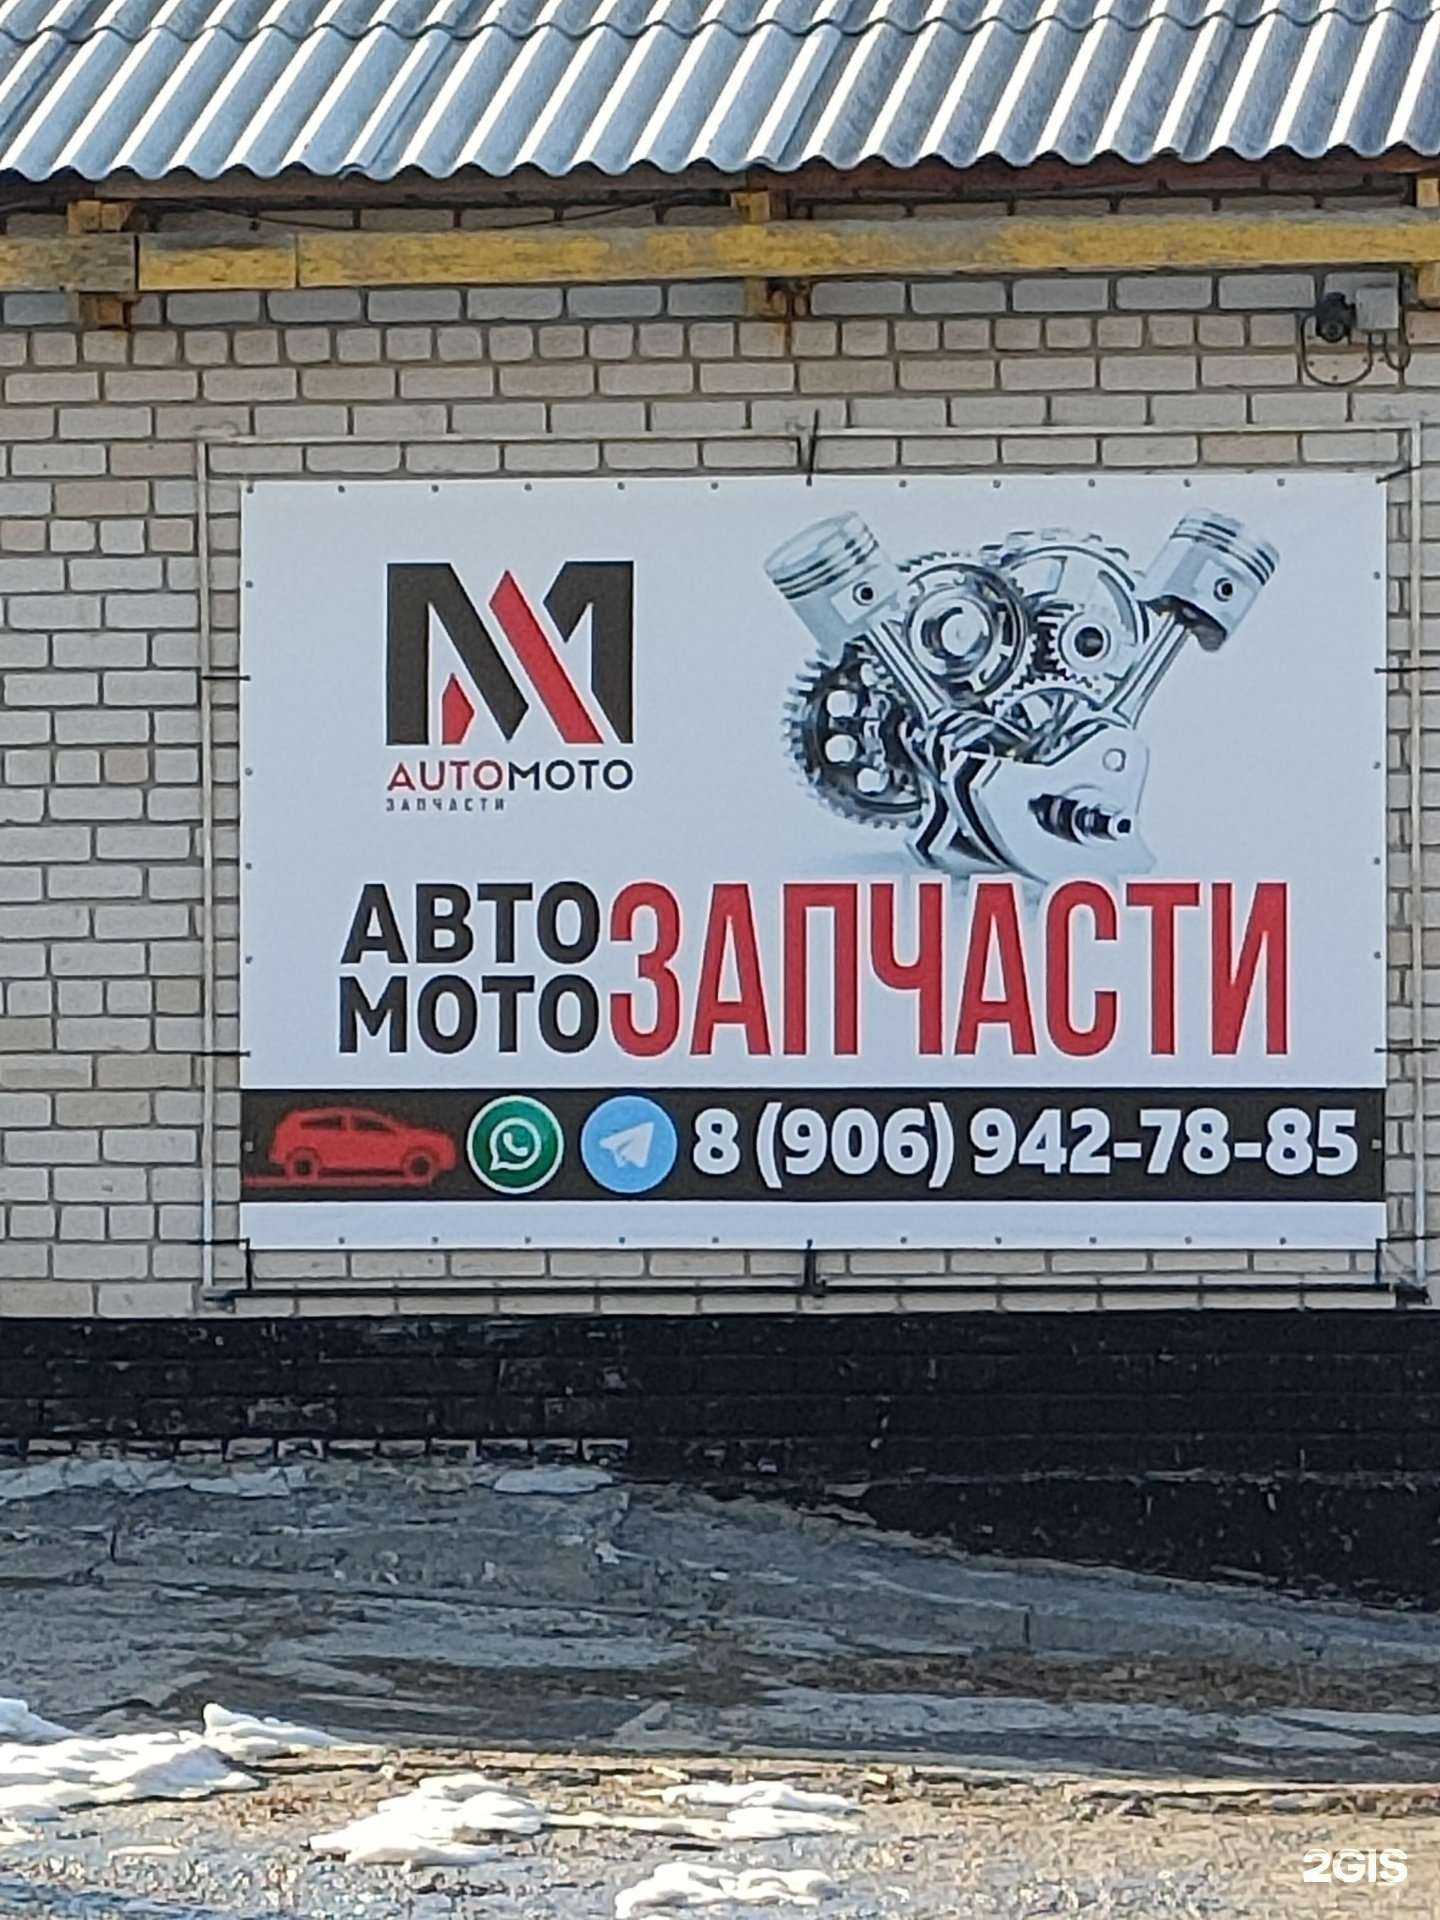 AUTOMOTO
ЗАПЧАСТИ
АВТО
МОТО
ЗАПЧАСТИ
8 (906) 942-78-85
2GIS